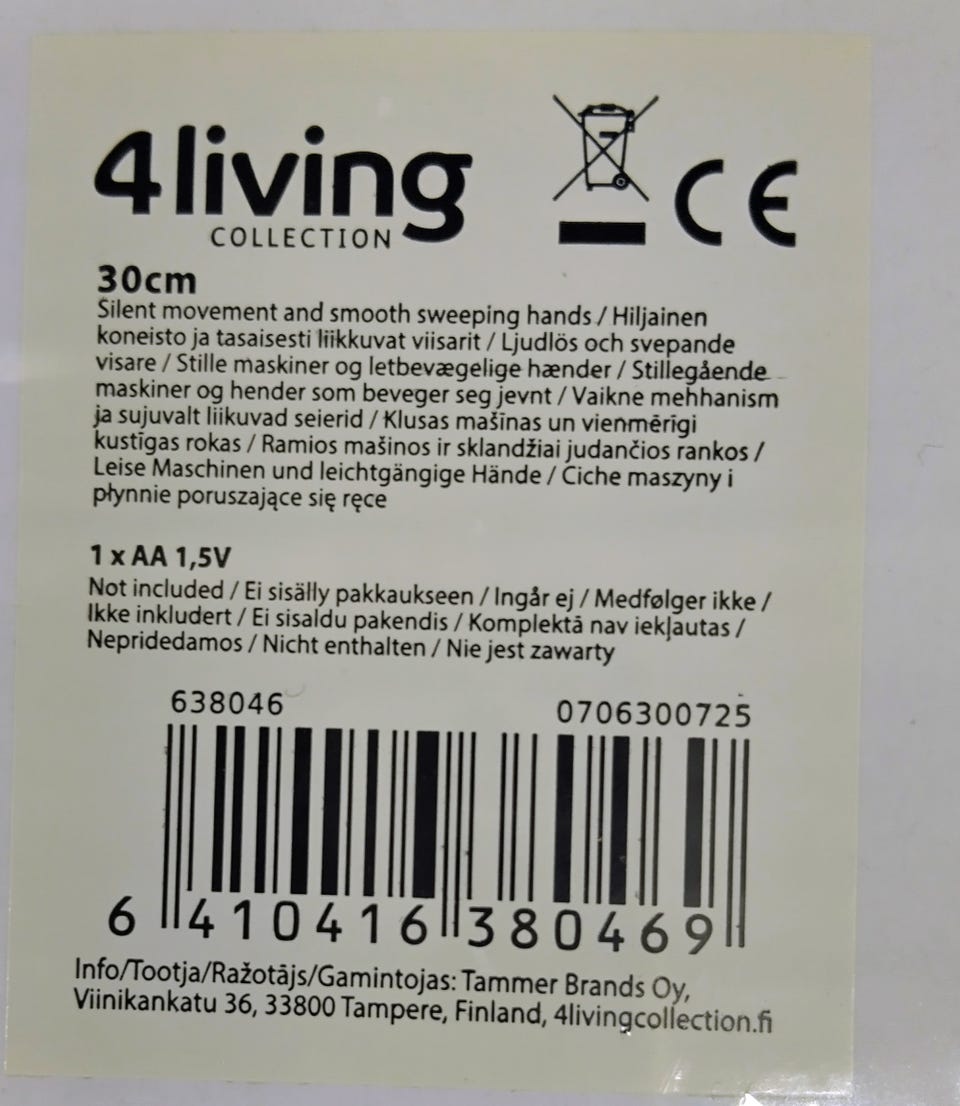 4living
COLLECTION
CE
30cm
Silent movement and smooth sweeping hands / Hiljainen
koneisto ja tasaisesti liikkuvat viisarit / Ljudlös och svepande
visare / Stille maskiner og letbevægelige hænder / Stillegående
maskiner og hender som beveger seg jevnt / Vaikne mehhanism
ja sujuvalt liikuvad seierid / Klusas mašīnas un vienmērīgi
kustīgas rokas / Ramios mašinos ir sklandžiai judančios rankos /
Leise Maschinen und leichtgängige Hände / Ciche maszyny i
płynnie poruszające się ręce
1 x AA 1,5V
Not included / Ei sisälly pakkaukseen / Ingår ej / Medfølger ikke /
Ikke inkludert / Ei sisaldu pakendis / Komplektā nav iekļautas /
Nepridedamos / Nicht enthalten / Nie jest zawarty
638046 0706300725
6 410416 380469
Info/Tootja/Ražotājs/Gamintojas: Tammer Brands Oy,
Viinikankatu 36, 33800 Tampere, Finland, 4livingcollection.fi